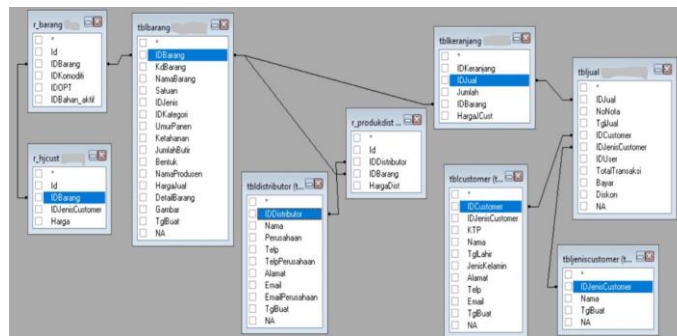 r_barang
*
Id
IDBarang
IDKomoditi
IDOPT
IDBahan_aktif
r_hjcust
*
Id
IDBarang
IDJenisCustomer
Harga
tblbarang
*
IDBarang
KdBarang
NamaBarang
Satuan
IDJenis
IDKategori
UmurPanen
Ketahanan
JumlahButir
Bentuk
NamaProdusen
HargaJual
DetailBarang
Gambar
TglBuat
NA
tbldistributor (t...
*
IDDistributor
Nama
Perusahaan
Telp
TelpPerusahaan
Alamat
Email
EmailPerusahaan
TglBuat
NA
r_produkdist ...
*
Id
IDDistributor
IDBarang
HargaDist
tblkeranjang
*
IDKeranjang
IDJual
Jumlah
IDBarang
HargaJCust
tblcustomer (t...
*
IDCustomer
IDJenisCustomer
KTP
Nama
TglLahir
JenisKelamin
Alamat
Telp
Email
TglBuat
NA
tbljual
*
IDJual
NoNota
TglJual
IDCustomer
IDJenisCustomer
IDUser
TotalTransaksi
Bayar
Diskon
NA
tbljeniscustomer (t...
*
IDJenisCustomer
Nama
TglBuat
NA